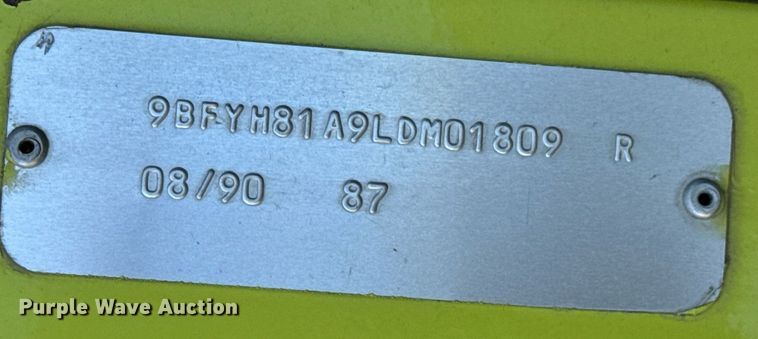 9BFYH81A9LDM01809 R
08/90 87
Purple Wave Auction